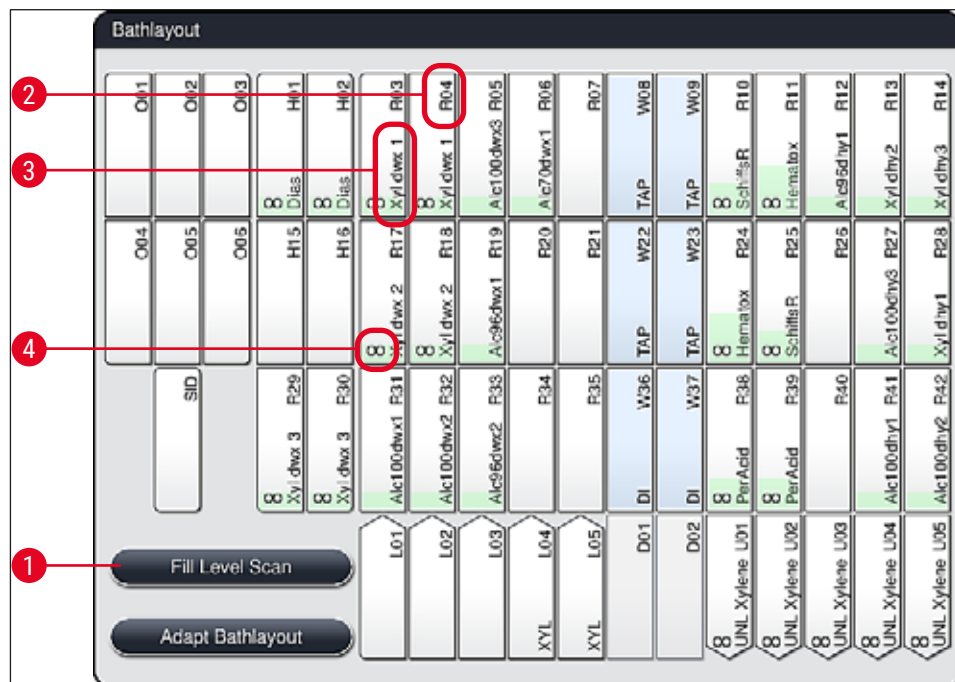 Bathlayout
O01
O02
O03
H01
Dias
H02
Dias
R03
Xyl dwx 1
R04
Xyl dwx 1
R05
Alc100dwx3
R06
Alc70dwx1
R07
W08
TAP
W09
TAP
R10
SchiffsR
R11
Hematox
R12
Alc96dhy1
R13
Xyl dhy2
R14
Xyl dhy3
O04
O05
O06
H15
H16
R17
Xyl dwx 2
R18
Xyl dwx 2
R19
Alc96dwx1
R20
R21
W22
TAP
W23
TAP
R24
Hematox
R25
SchiffsR
R26
R27
Alc100dhy3
R28
Xyl dhy1
SID
R29
Xyl dwx 3
R30
Xyl dwx 3
R31
Alc100dwx1
R32
Alc100dwx2
R33
Alc96dwx2
R34
R35
W36
DI
W37
DI
R38
PerAcid
R39
PerAcid
R40
R41
Alc100dhy1
R42
Alc100dhy2
L01
L02
L03
L04
XYL
L05
XYL
D01
D02
UNL Xylene U01
UNL Xylene U02
UNL Xylene U03
UNL Xylene U04
UNL Xylene U05
Fill Level Scan
Adapt Bathlayout
2
3
4
1